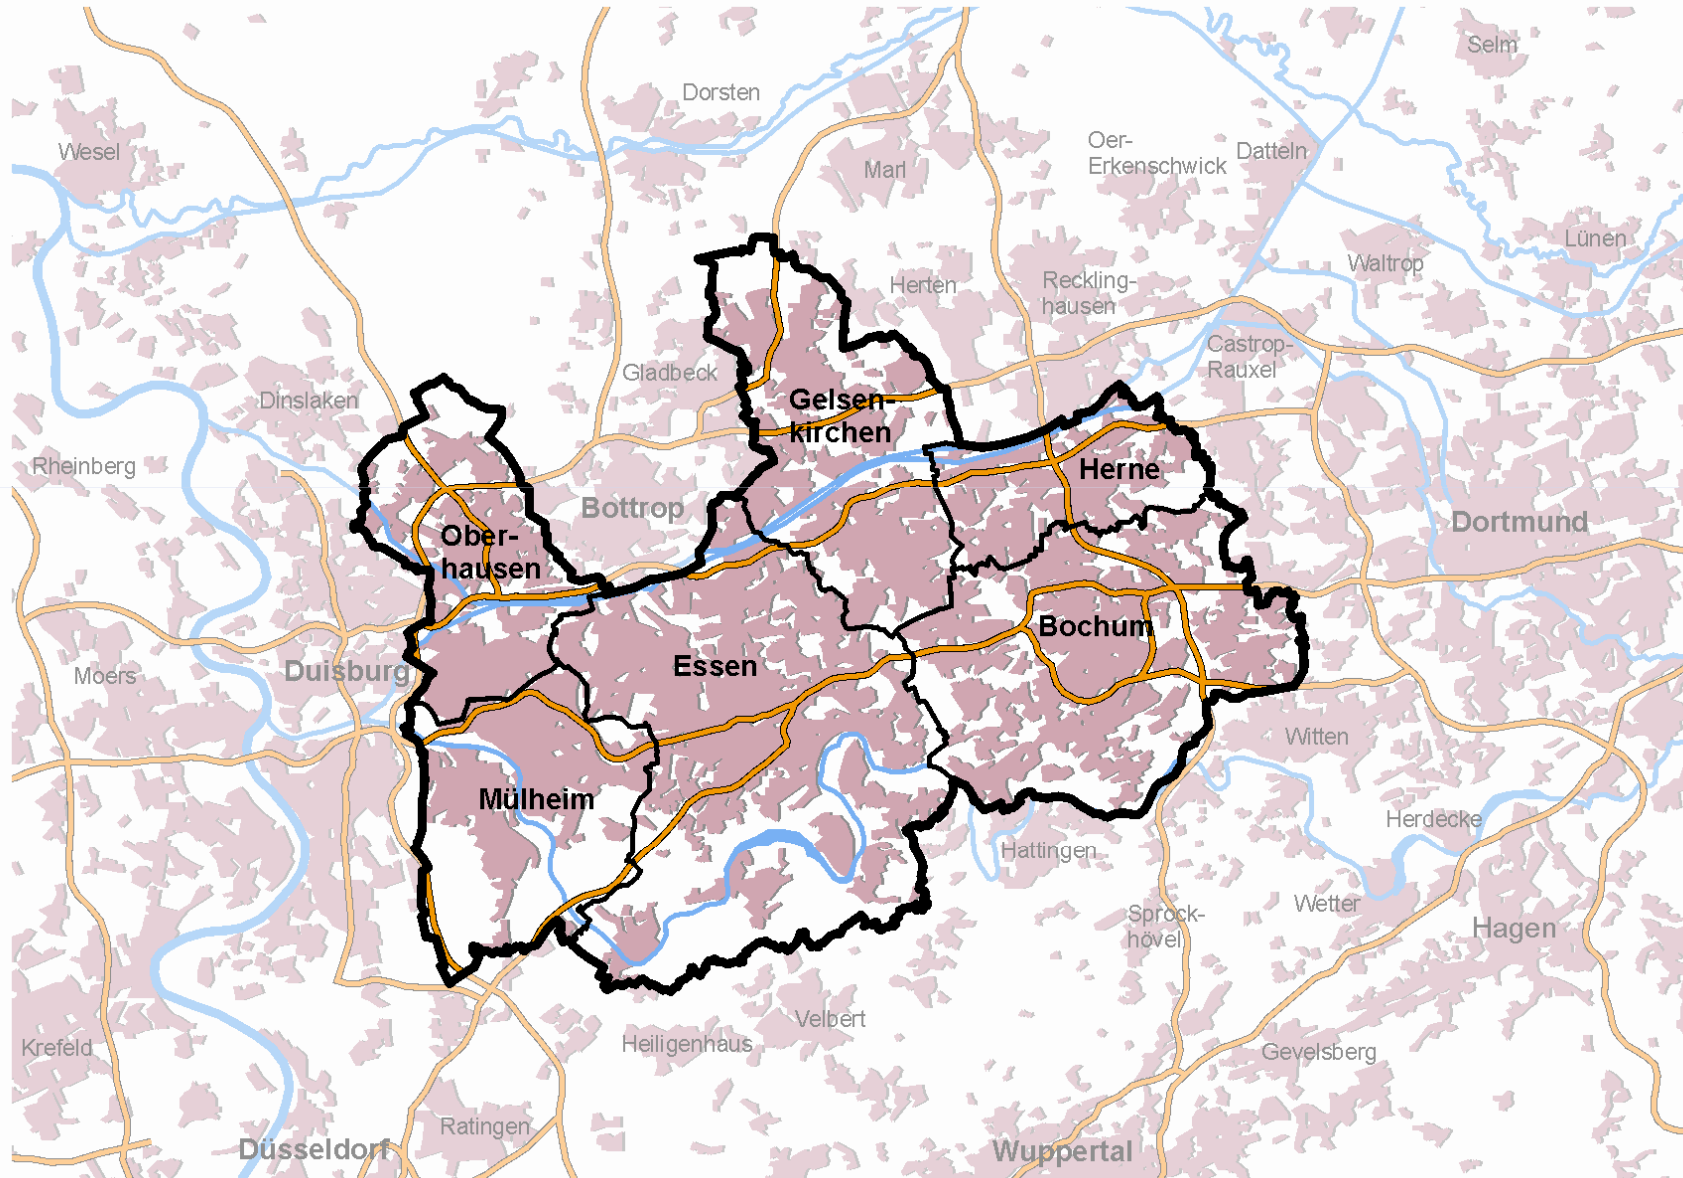 Selm
Dorsten
Wesel
Oer-
Erkenschwick
Datteln
Marl
Lünen
Waltrop
Herten
Reckling-
hausen
Castrop-
Rauxel
Gladbeck
Dinslaken
Gelsen-
kirchen
Rheinberg
Herne
Bottrop
Dortmund
Ober-
hausen
Bochum
Essen
Duisburg
Moers
Witten
Mülheim
Herdecke
Hattingen
Wetter
Sprock-
hövel
Hagen
Velbert
Heiligenhaus
Krefeld
Gevelsberg
Ratingen
Düsseldorf
Wuppertal